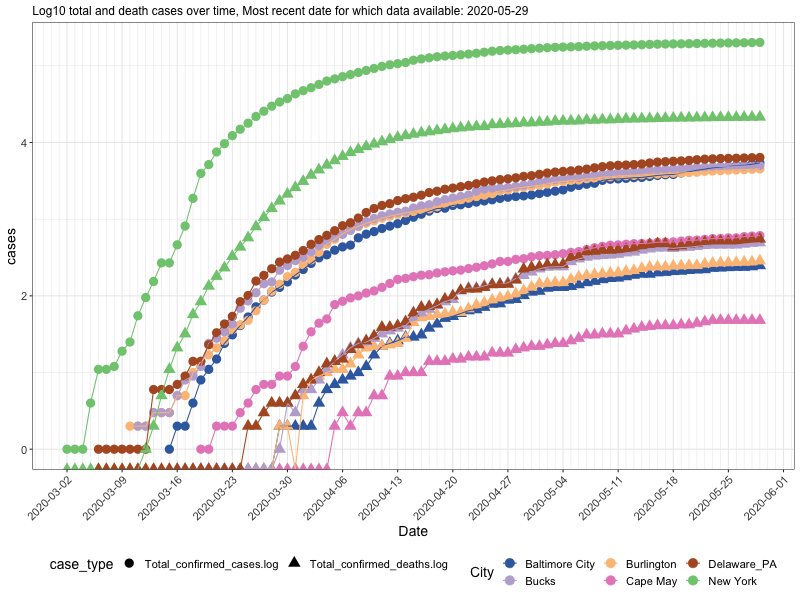 Log10 total and death cases over time, Most recent date for which data available: 2020-05-29
cases
4
2
0
2020-03-02
2020-03-09
2020-03-16
2020-03-23
2020-03-30
2020-04-06
2020-04-13
2020-04-20
2020-04-27
2020-05-04
2020-05-11
2020-05-18
2020-05-25
2020-06-01
Date
case_type
Total_confirmed_cases.log
Total_confirmed_deaths.log
City
Baltimore City
Burlington
Delaware_PA
Bucks
Cape May
New York